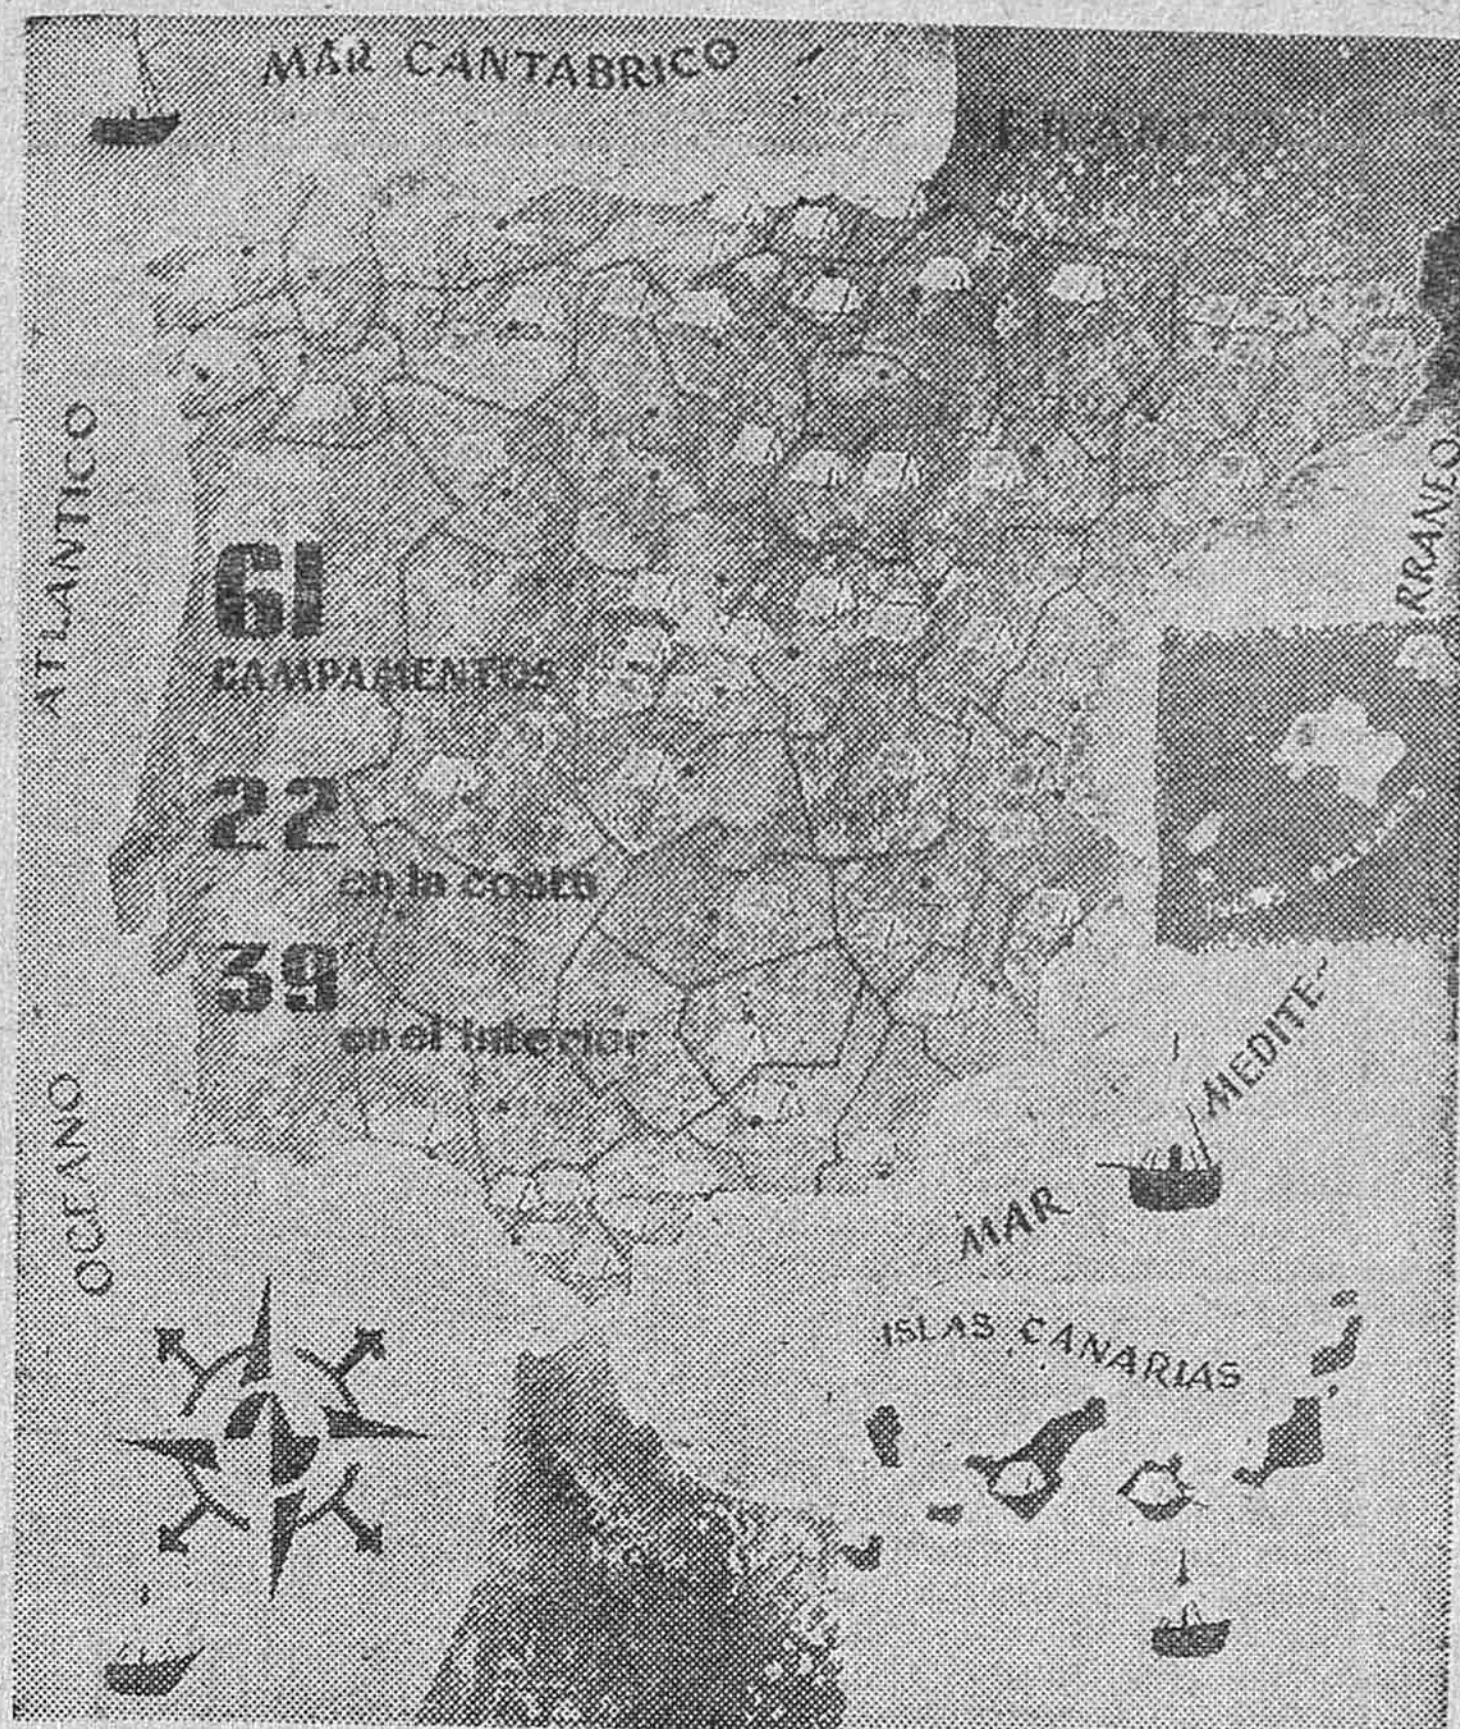 MAR CANTABRICO
FRANCIA
ATLANTICO
OCEANO
61
CAMPAMENTOS
22
en la costa
39
en el interior
RRANEO
MEDITE-
MAR
ISLAS CANARIAS